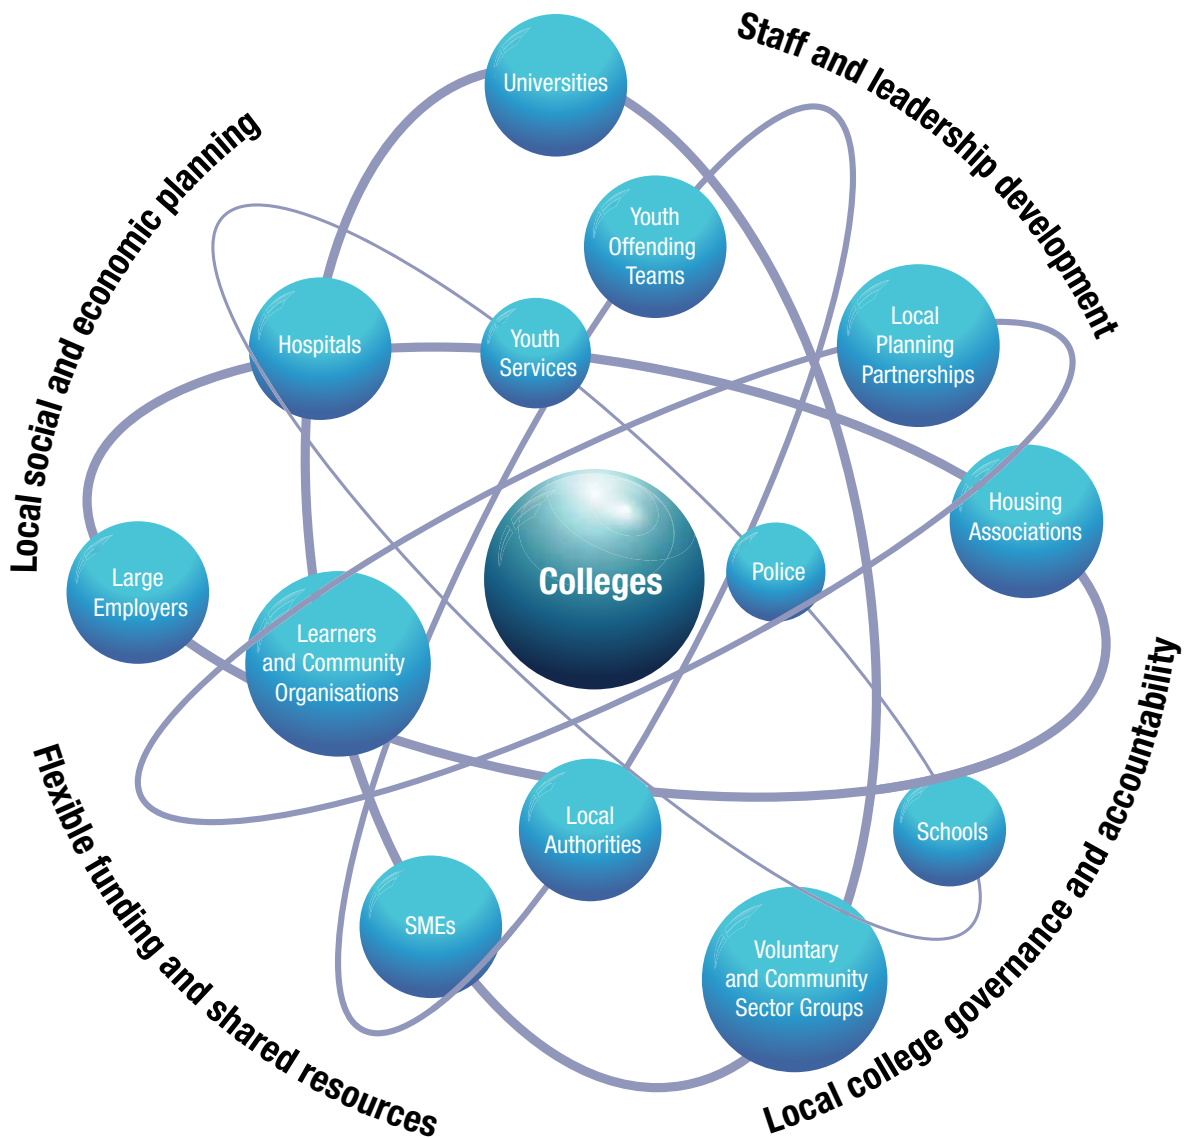 Universities
Staff and leadership development
Local social and economic planning
Youth
Offending
Teams
Hospitals
Youth
Services
Local
Planning
Partnerships
Housing
Associations
Colleges
Police
Large
Employers
Learners
and Community
Organisations
Local
Authorities
Schools
SMEs
Voluntary
and Community
Sector Groups
Flexible funding and shared resources
Local college governance and accountability